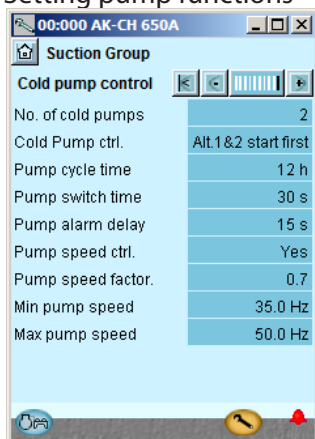 Setting pump functions
00:000 AK-CH 650A
Suction Group
Cold pump control
No. of cold pumps 2
Cold Pump ctrl. Alt.1&2 start first
Pump cycle time 12 h
Pump switch time 30 s
Pump alarm delay 15 s
Pump speed ctrl. Yes
Pump speed factor. 0.7
Min pump speed 35.0 Hz
Max pump speed 50.0 Hz